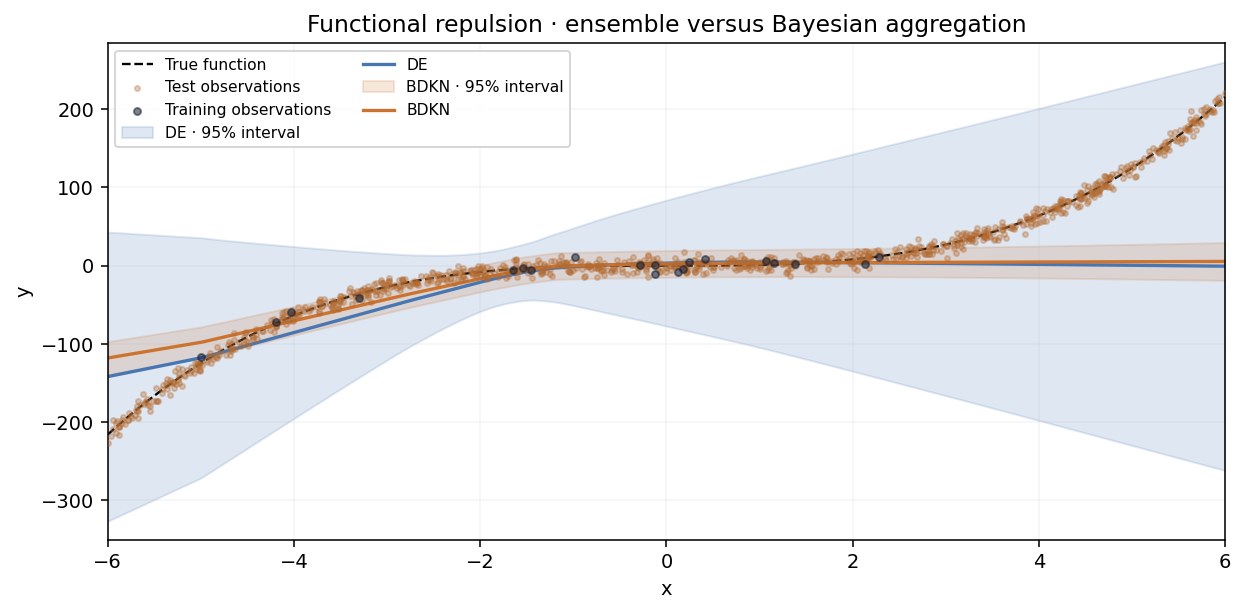 Functional repulsion · ensemble versus Bayesian aggregation
True function
Test observations
Training observations
DE · 95% interval
DE
BDKN · 95% interval
BDKN
y
200
100
0
−100
−200
−300
−6
−4
−2
0
2
4
6
x